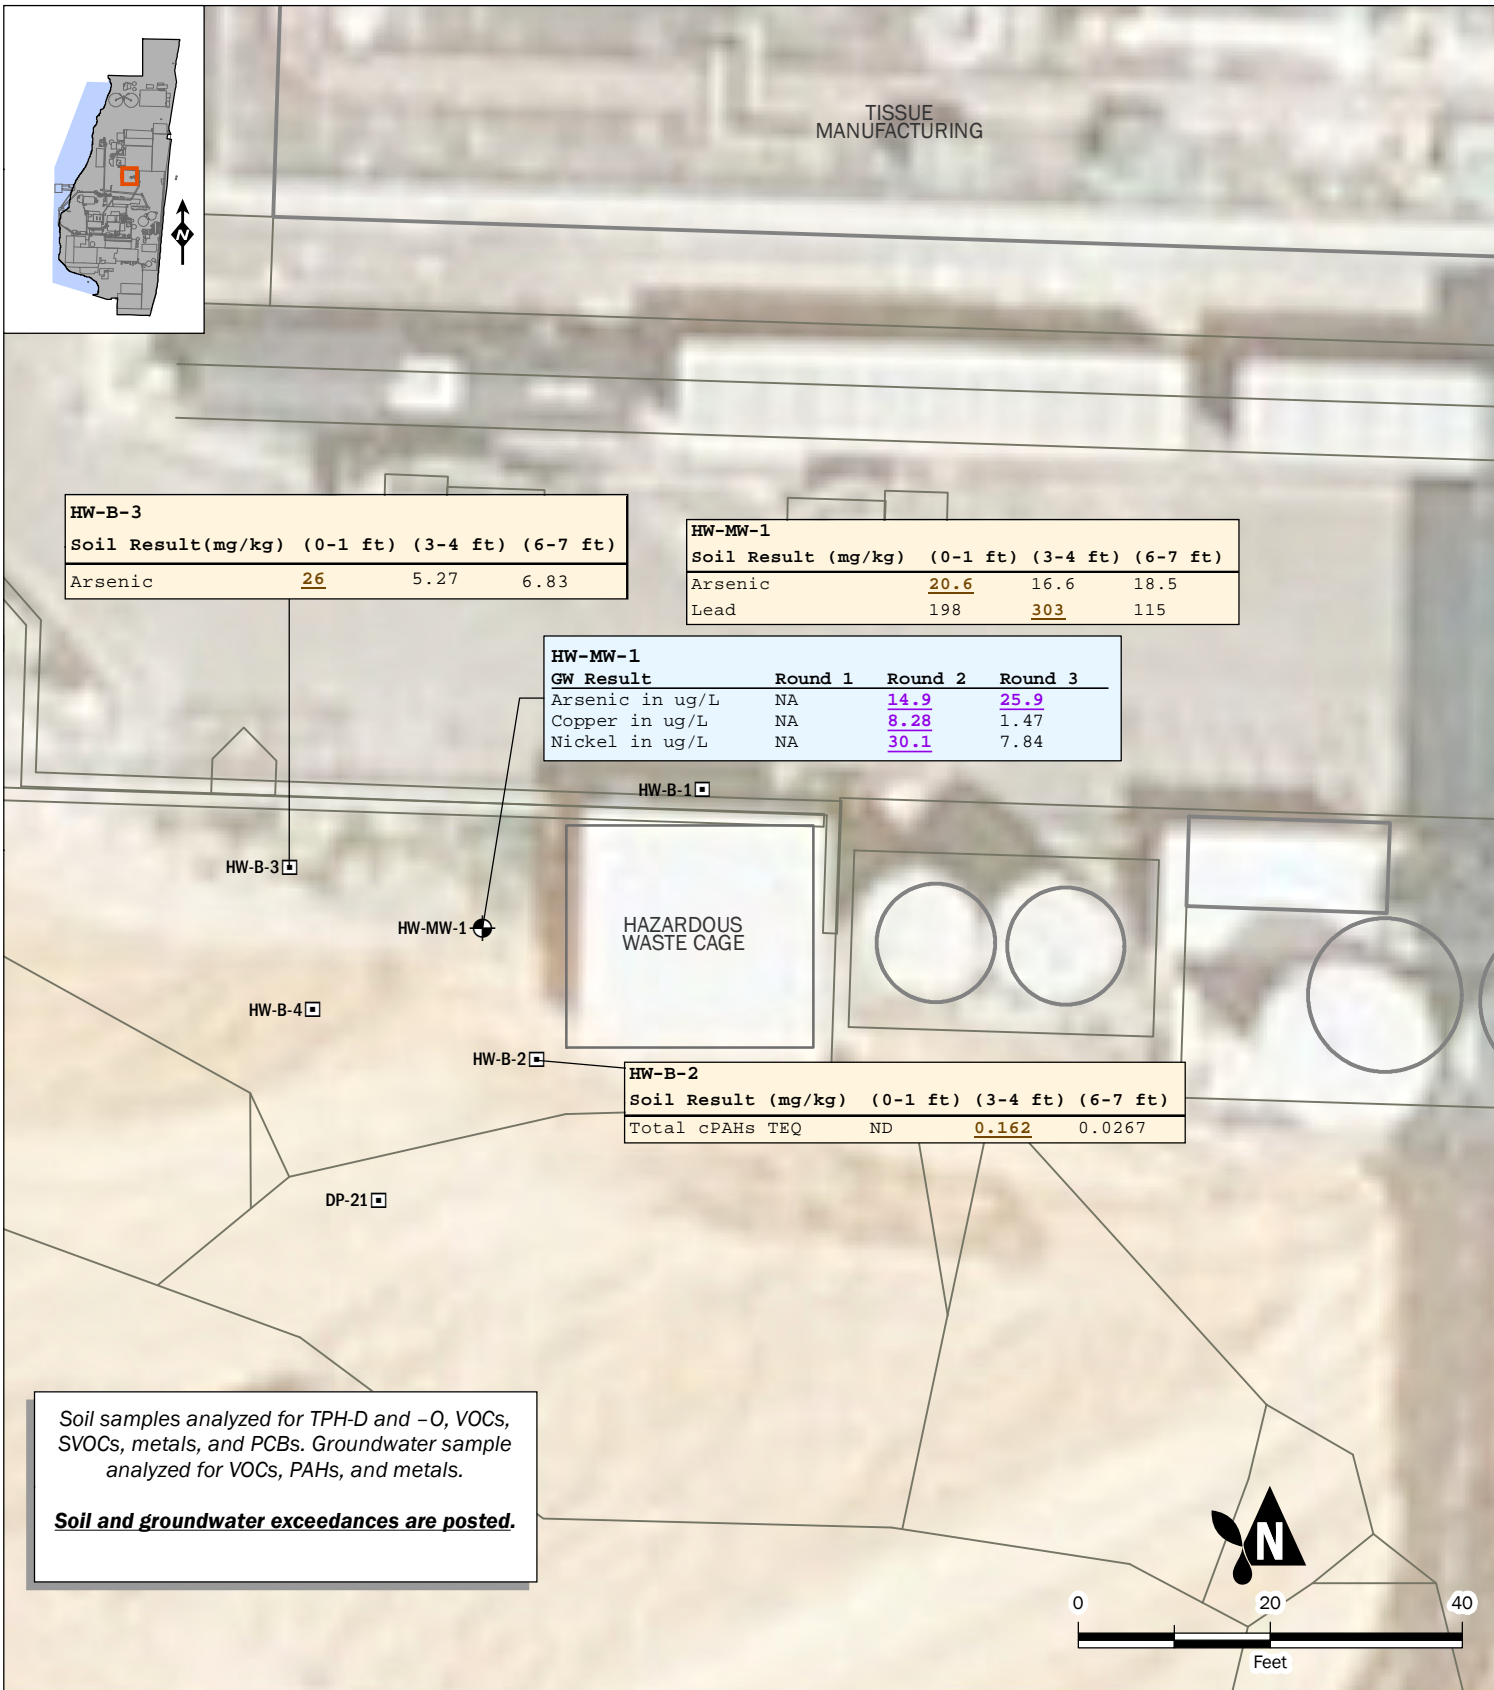 N
TISSUE
MANUFACTURING
HW-B-3
Soil Result(mg/kg) (0-1 ft) (3-4 ft) (6-7 ft)
Arsenic 26 5.27 6.83
HW-MW-1
Soil Result (mg/kg) (0-1 ft) (3-4 ft) (6-7 ft)
Arsenic 20.6 16.6 18.5
Lead 198 303 115
HW-MW-1
GW Result Round 1 Round 2 Round 3
Arsenic in ug/L NA 14.9 25.9
Copper in ug/L NA 8.28 1.47
Nickel in ug/L NA 30.1 7.84
HW-B-1
HW-B-3
HW-MW-1
HAZARDOUS
WASTE CAGE
HW-B-4
HW-B-2
HW-B-2
Soil Result (mg/kg) (0-1 ft) (3-4 ft) (6-7 ft)
Total cPAHs TEQ ND 0.162 0.0267
DP-21
Soil samples analyzed for TPH-D and –O, VOCs,
SVOCs, metals, and PCBs. Groundwater sample
analyzed for VOCs, PAHs, and metals.
Soil and groundwater exceedances are posted.
N
0 20 40
Feet